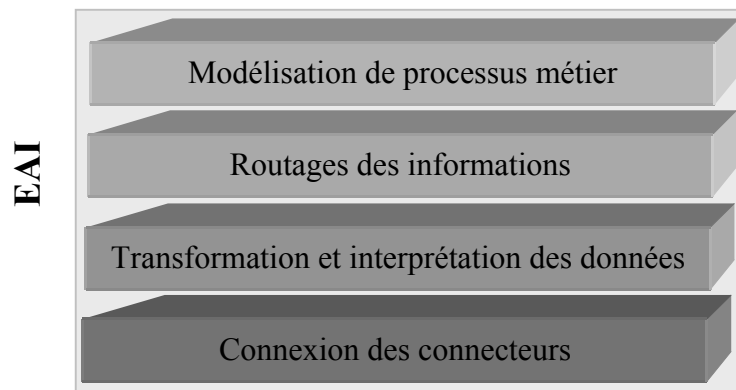 EAI
Modélisation de processus métier
Routages des informations
Transformation et interprétation des données
Connexion des connecteurs